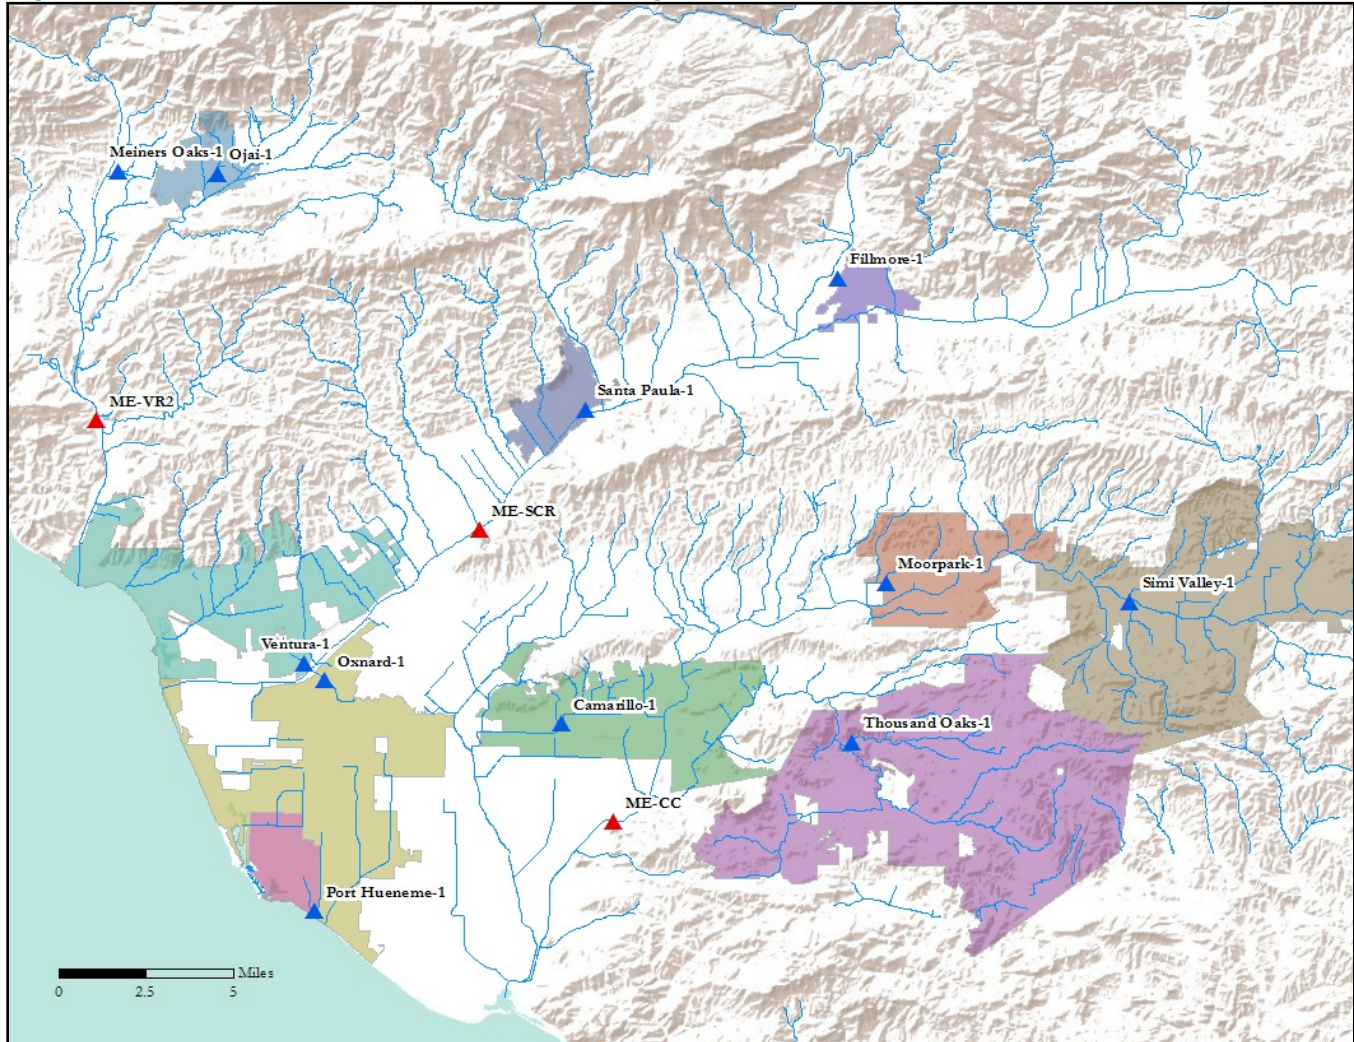 Meiners Oaks-1
Ojai-1
Fillmore-1
Santa Paula-1
ME-VR2
ME-SCR
Moorpark-1
Simi Valley-1
Ventura-1
Oxnard-1
Camarillo-1
Thousand Oaks-1
ME-CC
Port Hueneme-1
Miles
0 2.5 5